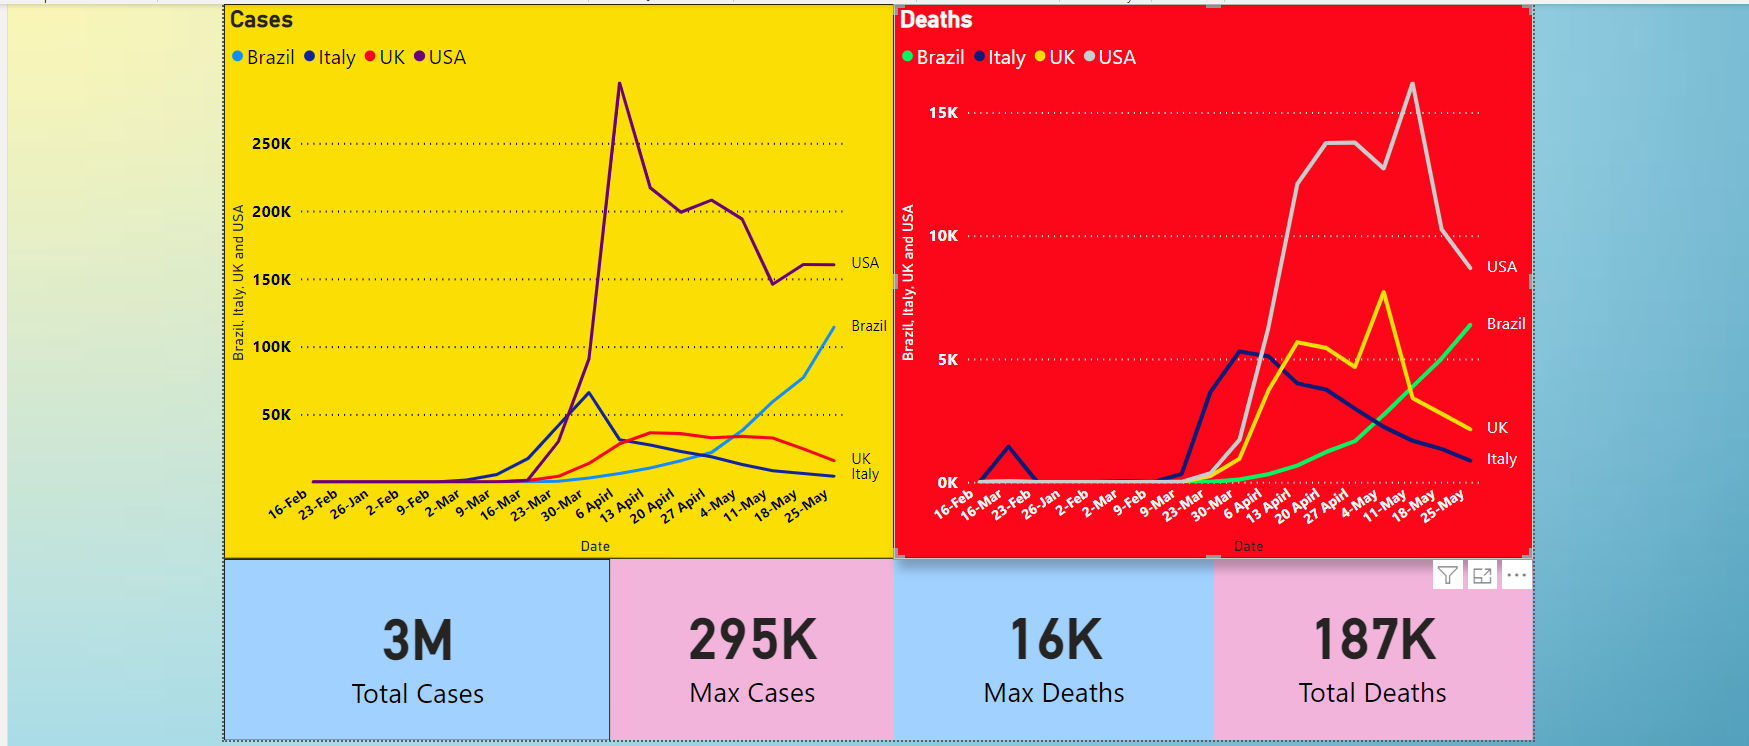 Cases
Brazil Italy UK USA
250K
200K
150K
100K
50K
Brazil, Italy, UK and USA
USA
Brazil
UK
Italy
16-Feb 23-Feb 26-Jan 2-Feb 9-Feb 2-Mar 9-Mar 16-Mar 23-Mar 30-Mar 6 Apirl 13 Apirl 20 Apirl 27 Apirl 4-May 11-May 18-May 25-May
Date
Deaths
Brazil Italy UK USA
15K
10K
5K
0K
Brazil, Italy, UK and USA
USA
Brazil
UK
Italy
16-Feb 16-Mar 23-Feb 26-Jan 2-Feb 2-Mar 9-Feb 9-Mar 23-Mar 30-Mar 6 Apirl 13 Apirl 20 Apirl 27 Apirl 4-May 11-May 18-May 25-May
Date
3M
Total Cases
295K
Max Cases
16K
Max Deaths
187K
Total Deaths